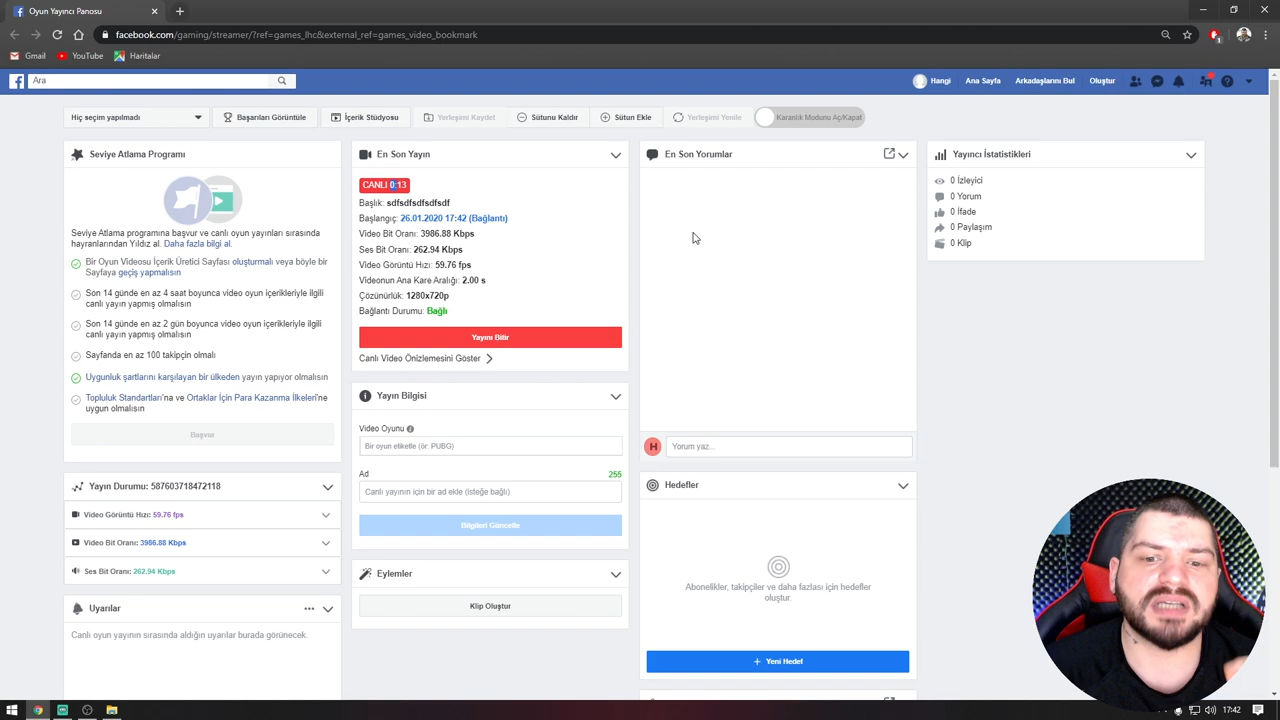 Oyun Yayıncısı
facebook.com/gaming/streamer/?ref=games_lhc&external_ref=games_video_bookmark
Gmail
YouTube
Haritalar
Ara
Hangi
Ana Sayfa
Arkadaşlarını Bul
Oluştur
Hiç seçim yapılmadı
Başarıları Görüntüle
İçerik Stüdyosu
Yerleşimi Kaydet
Sütunu Kaldır
Sütun Ekle
Yerleşimi Yenile
Karanlık Modunu Aç/Kapat
Seviye Atlama Programı
Seviye Atlama programına başvur ve canlı oyun yayınları sırasında
hayranlarından Yıldız al. Daha fazla bilgi al.
Bir Oyun Videosu İçerik Üretici Sayfası oluşturmalı veya böyle bir
Sayfaya geçiş yapmalısın
Son 14 günde en az 4 saat boyunca video oyun içerikleriyle ilgili
canlı yayın yapmış olmalısın
Son 14 günde en az 2 gün boyunca video oyun içerikleriyle ilgili
canlı yayın yapmış olmalısın
Sayfanda en az 100 takipçin olmalı
Uygunluk şartlarını karşılayan bir ülkeden yayın yapıyor olmalısın
Topluluk Standartları'na ve Ortaklar İçin Para Kazanma İlkeleri'ne
uygun olmalısın
Başvur
Yayın Durumu: 587603718472118
Video Görüntü Hızı: 59.76 fps
Video Bit Oranı: 3986.88 Kbps
Ses Bit Oranı: 262.94 Kbps
Uyarılar
Canlı oyun yayının sırasında aldığın uyarılar burada görünecek.
En Son Yayın
CANLI 0:13
Başlık: sdfsdfsdfsdfsdf
Başlangıç: 26.01.2020 17:42 (Bağlantı)
Video Bit Oranı: 3986.88 Kbps
Ses Bit Oranı: 262.94 Kbps
Video Görüntü Hızı: 59.76 fps
Videonun Ana Kare Aralığı: 2.00 s
Çözünürlük: 1280x720p
Bağlantı Durumu: Bağlı
Yayını Bitir
Canlı Video Önizlemesini Göster
Yayın Bilgisi
Video Oyunu
Bir oyun etiketle (ör: PUBG)
Ad 255
Canlı yayının için bir ad ekle (isteğe bağlı)
Bilgileri Güncelle
Eylemler
Klip Oluştur
En Son Yorumlar
H
Yorum yaz...
Hedefler
Abonelikler, takipçiler ve daha fazlası için hedefler
oluştur.
+ Yeni Hedef
Yayıncı İstatistikleri
0 İzleyici
0 Yorum
0 İfade
0 Paylaşım
0 Klip
17:42